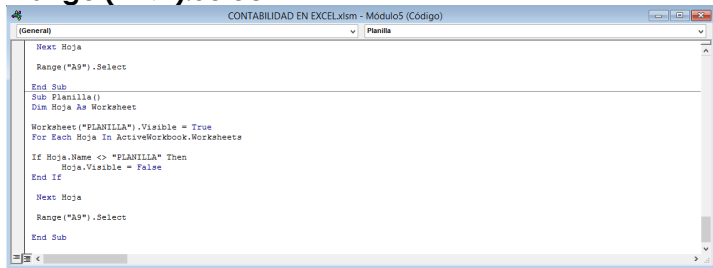 CONTABILIDAD EN EXCEL.xlsm - Módulo5 (Código)
(General) Planilla
Next Hoja
Range("A9").Select
End Sub
Sub Planilla()
Dim Hoja As Worksheet
Worksheet("PLANILLA").Visible = True
For Each Hoja In ActiveWorkbook.Worksheets
If Hoja.Name <> "PLANILLA" Then
Hoja.Visible = False
End If
Next Hoja
Range("A9").Select
End Sub